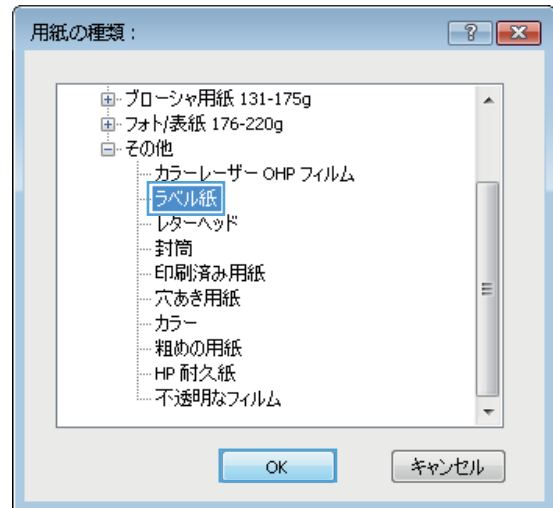 用紙の種類：
ブローシャ用紙 131-175g
フォト/表紙 176-220g
その他
カラーレーザー OHP フィルム
ラベル紙
レターヘッド
封筒
印刷済み用紙
穴あき用紙
カラー
粗めの用紙
HP 耐久紙
不透明なフィルム
OK
キャンセル